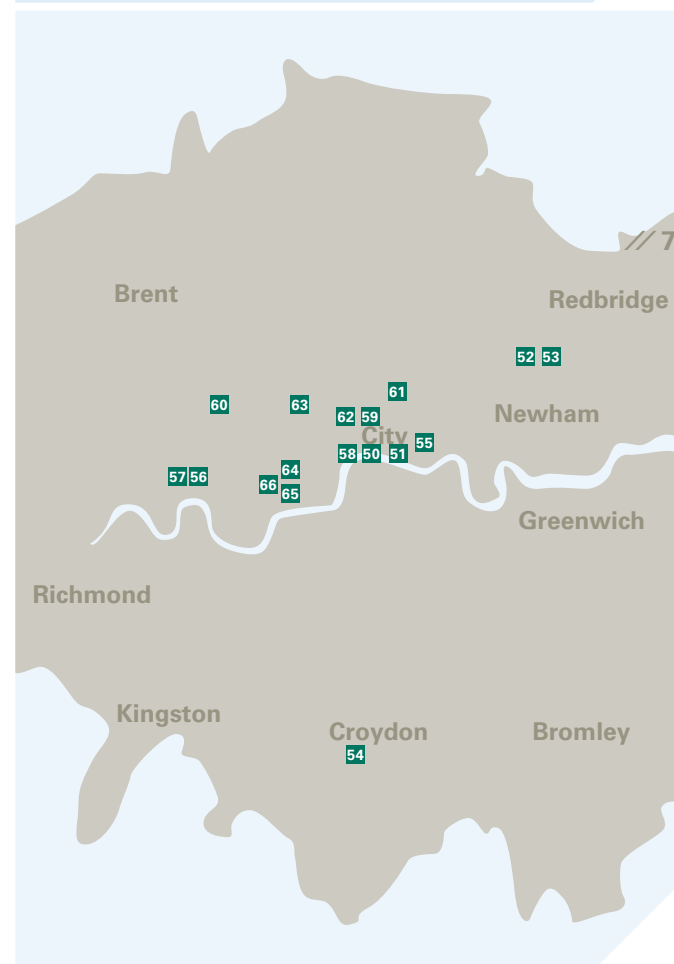 // 7
Brent
Redbridge
52 53
61
60 63
62 59
Newham
City
55
58 50 51
64
57 56
66
65
Greenwich
Richmond
Kingston
Croydon
Bromley
54